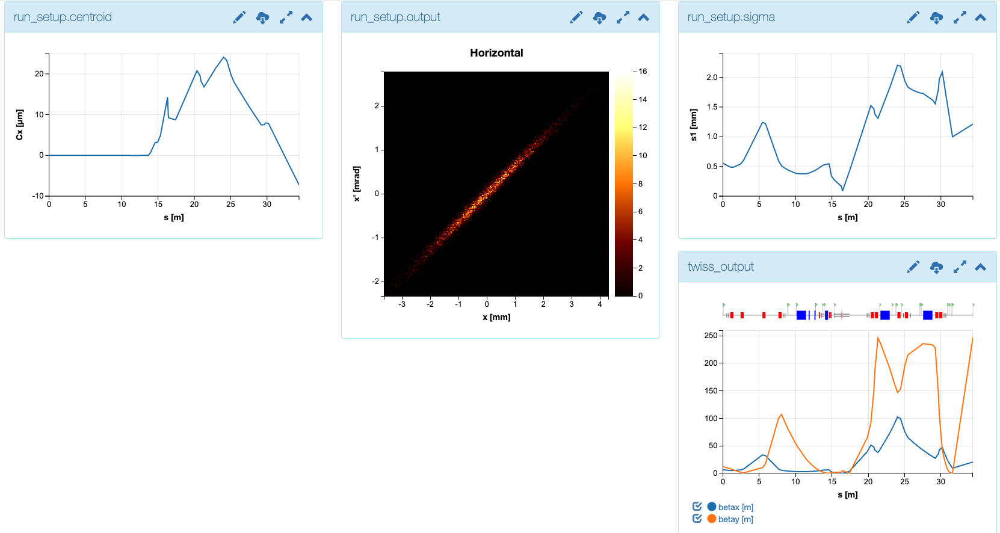 run_setup.centroid
20
10
0
-10
Cx [µm]
0 5 10 15 20 25 30
s [m]
run_setup.output
Horizontal
2
1
0
-1
-2
x' [mrad]
-3 -2 -1 0 1 2 3 4
x [mm]
16
14
12
10
8
6
4
2
0
run_setup.sigma
2.0
1.5
1.0
0.5
0
s1 [mm]
0 5 10 15 20 25 30
s [m]
twiss_output
250
200
150
100
50
0
0 5 10 15 20 25 30
s [m]
betax [m]
betay [m]